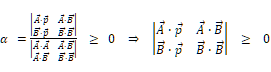 α = |A⃗·p⃗ A⃗·B⃗; B⃗·p⃗ B⃗·B⃗| / |A⃗·A⃗ A⃗·B⃗; A⃗·B⃗ B⃗·B⃗| ≥ 0 ⇒ |A⃗·p⃗ A⃗·B⃗; B⃗·p⃗ B⃗·B⃗| ≥ 0